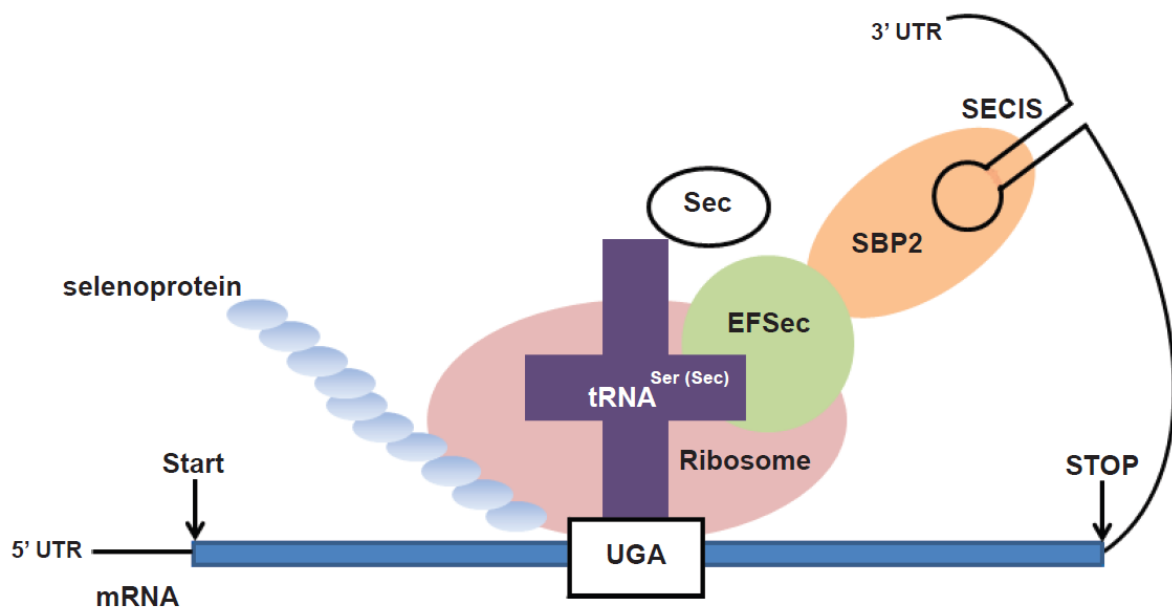 3’ UTR
SECIS
Sec
SBP2
selenoprotein
EFSec
tRNA Ser (Sec)
Ribosome
Start
STOP
5’ UTR
UGA
mRNA